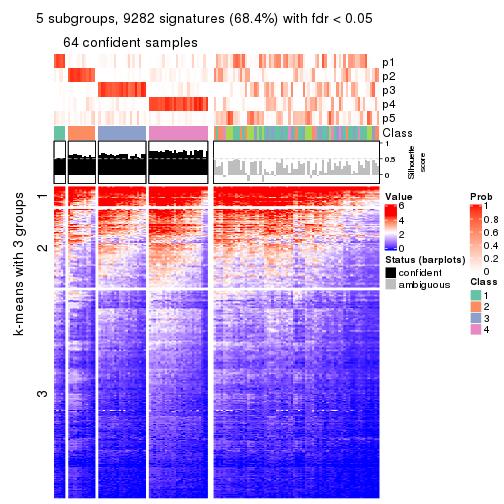 5 subgroups, 9282 signatures (68.4%) with fdr < 0.05
64 confident samples
p1
p2
p3
p4
p5
Class
1
0.5
0
Silhouette
score
k-means with 3 groups
1
2
3
Value
6
4
2
0
Status (barplots)
confident
ambiguous
Prob
1
0.8
0.6
0.4
0.2
0
Class
1
2
3
4